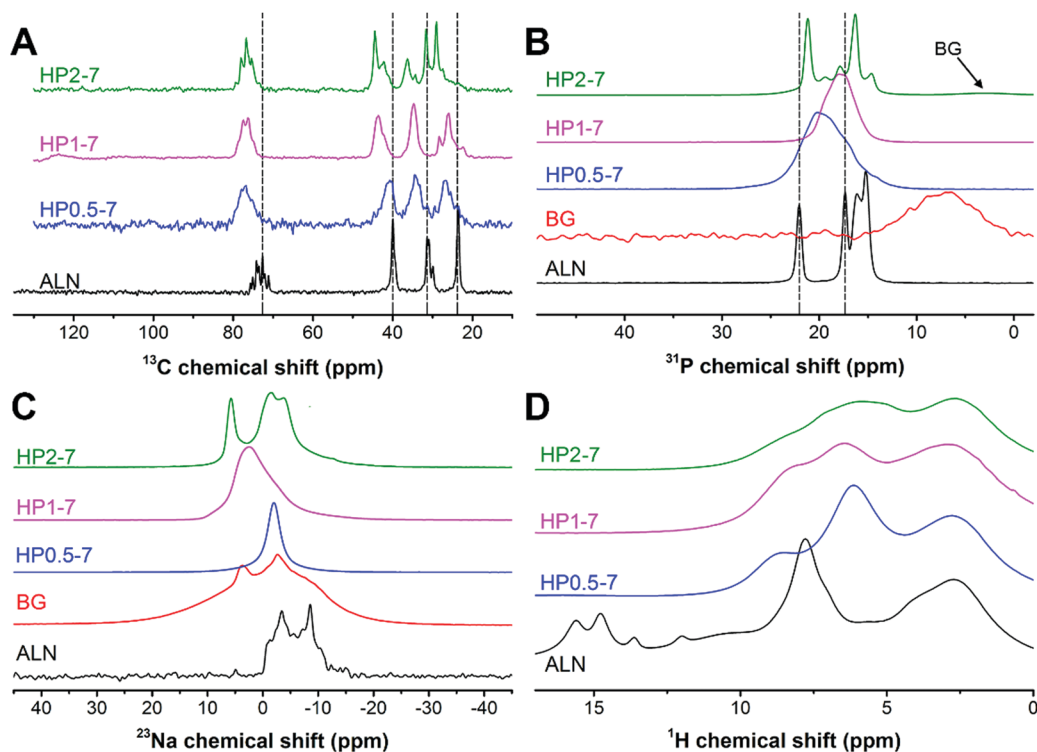 A
HP2-7
HP1-7
HP0.5-7
ALN
120 100 80 60 40 20
¹³C chemical shift (ppm)
B
BG
HP2-7
HP1-7
HP0.5-7
BG
ALN
40 30 20 10 0
³¹P chemical shift (ppm)
C
HP2-7
HP1-7
HP0.5-7
BG
ALN
40 30 20 10 0 -10 -20 -30 -40
²³Na chemical shift (ppm)
D
HP2-7
HP1-7
HP0.5-7
ALN
15 10 5 0
¹H chemical shift (ppm)